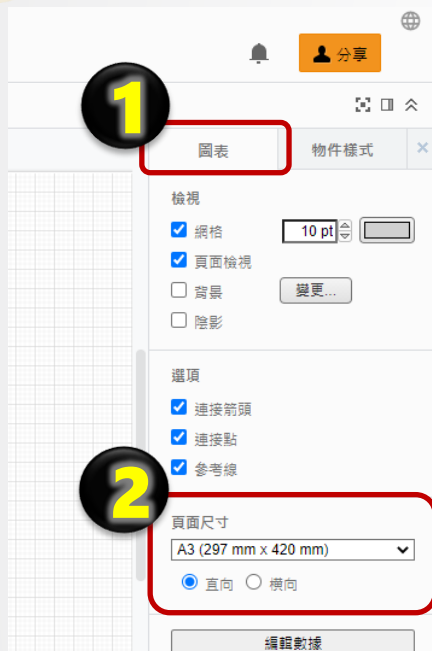 分享
1
圖表 物件樣式
檢視
網格 10 pt
頁面檢視
背景 變更...
陰影
選項
連接箭頭
連接點
參考線
2
頁面尺寸
A3 (297 mm x 420 mm)
直向 橫向
編輯數據